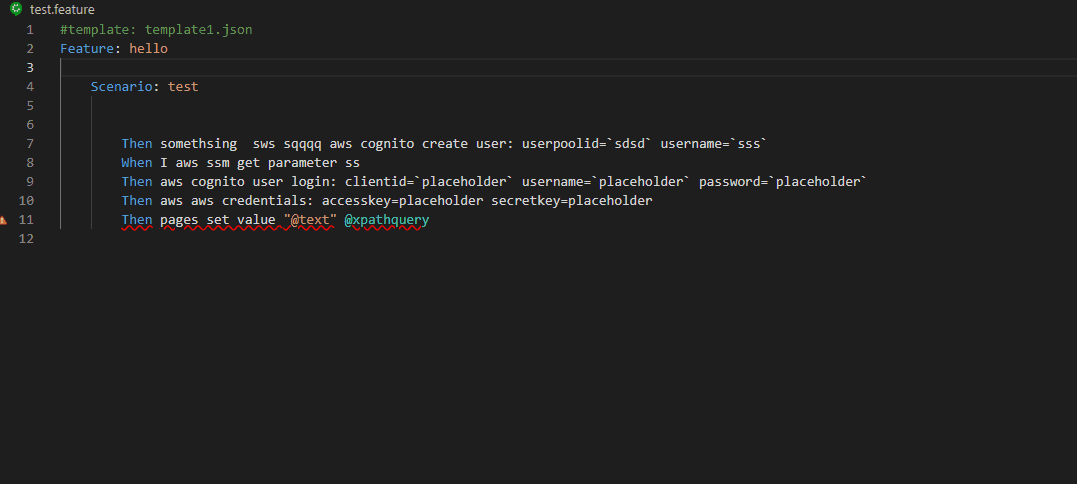 test.feature
1 #template: template1.json
2 Feature: hello
3
4 Scenario: test
5
6
7 Then somethsing  sws sqqqq aws cognito create user: userpoolid=`sdsd` username=`sss`
8 When I aws ssm get parameter ss
9 Then aws cognito user login: clientid=`placeholder` username=`placeholder` password=`placeholder`
10 Then aws aws credentials: accesskey=placeholder secretkey=placeholder
11 Then pages set value "@text" @xpathquery
12